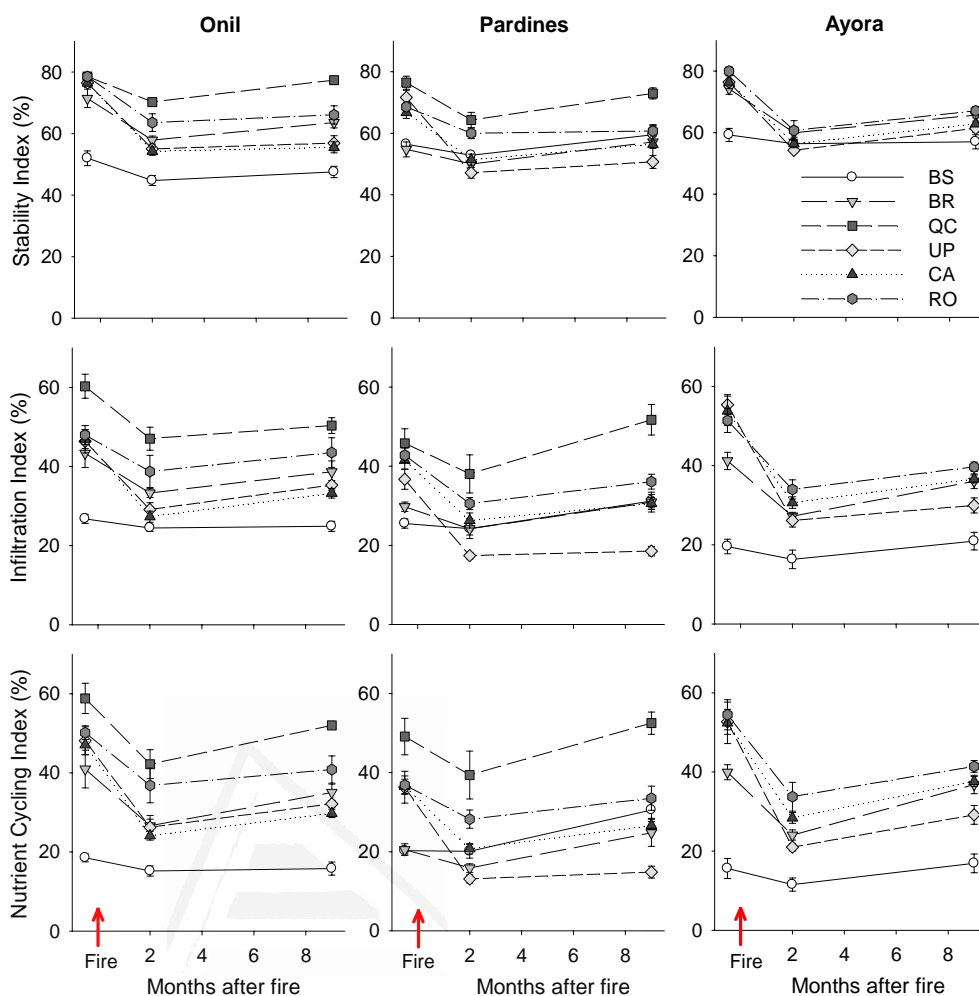 Onil Pardines Ayora
Stability Index (%)
80 80 80
60 60 60
40 40 40
20 20 20
0 0 0
BS
BR
QC
UP
CA
RO
Infiltration Index (%)
60 60 60
40 40 40
20 20 20
0 0 0
Nutrient Cycling Index (%)
60 60 60
40 40 40
20 20 20
0 0 0
2 4 6 8 2 4 6 8 2 4 6 8
Fire Fire Fire
Months after fire Months after fire Months after fire